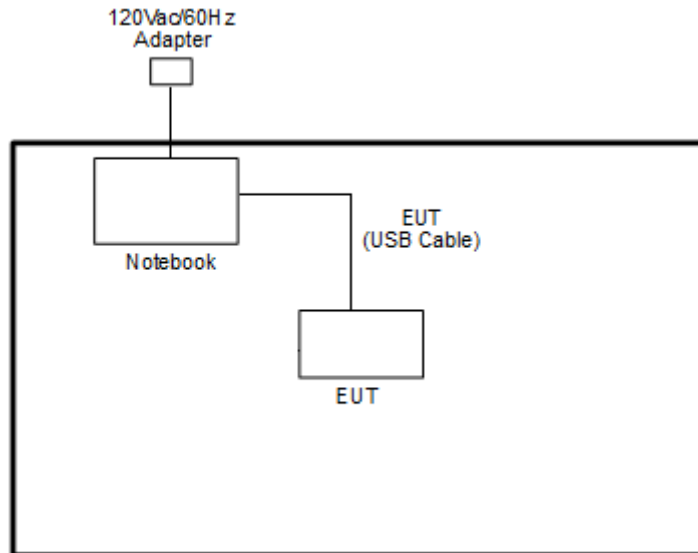 120Vac/60Hz
Adapter
Notebook
EUT
(USB Cable)
EUT